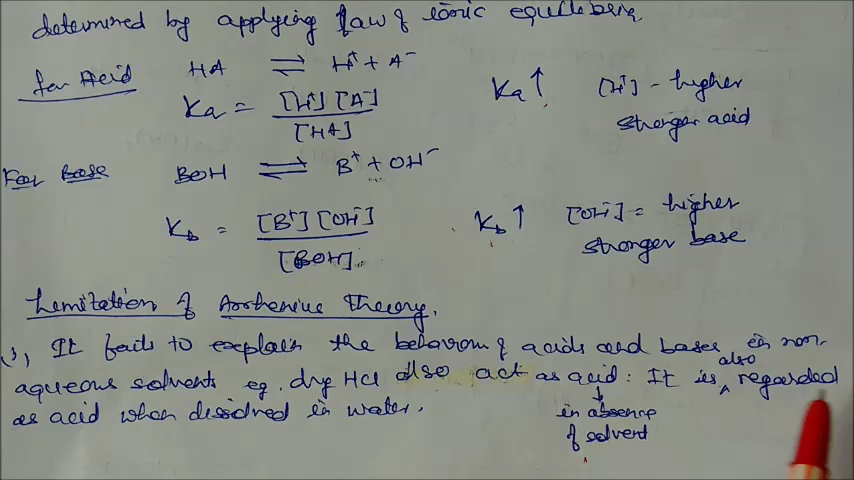 determined by applying law of ionic equilibria.
for Acid HA ⇌ H⁺ + A⁻
Ka = [H⁺] [A⁻] / [HA] Ka ↑ [H⁺] - higher
stronger acid
For Base BOH ⇌ B⁺ + OH⁻
Kb = [B⁺] [OH⁻] / [BOH] Kb ↑ [OH⁻] = higher
stronger base
Limitation of Arrhenius Theory.
(1), It fails to explain the behaviour of acids and bases in non
aqueous solvents eg. dry HCl also act as acid: It is also regarded
as acid when dissolved in water.
↓
in absence
of solvent